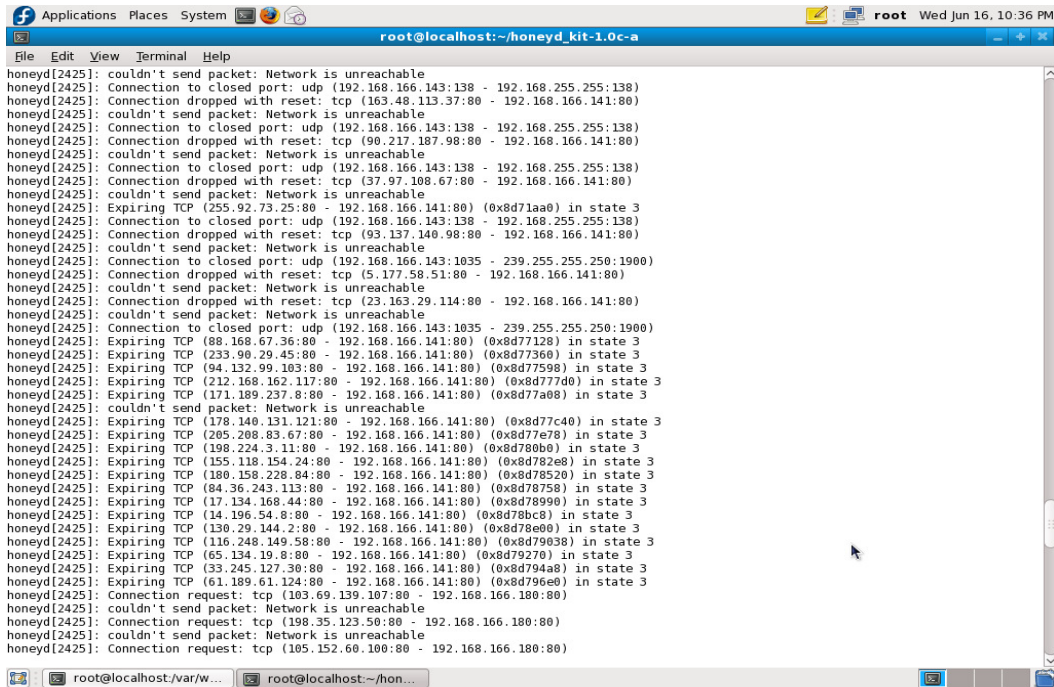 Applications Places System root Wed Jun 16, 10:36 PM
root@localhost:~/honeyd_kit-1.0c-a
File Edit View Terminal Help
honeyd[2425]: couldn't send packet: Network is unreachable
honeyd[2425]: Connection to closed port: udp (192.168.166.143:138 - 192.168.255.255:138)
honeyd[2425]: Connection dropped with reset: tcp (163.48.113.37:80 - 192.168.166.141:80)
honeyd[2425]: couldn't send packet: Network is unreachable
honeyd[2425]: Connection to closed port: udp (192.168.166.143:138 - 192.168.255.255:138)
honeyd[2425]: Connection dropped with reset: tcp (90.217.187.98:80 - 192.168.166.141:80)
honeyd[2425]: couldn't send packet: Network is unreachable
honeyd[2425]: Connection to closed port: udp (192.168.166.143:138 - 192.168.255.255:138)
honeyd[2425]: Connection dropped with reset: tcp (37.97.108.67:80 - 192.168.166.141:80)
honeyd[2425]: couldn't send packet: Network is unreachable
honeyd[2425]: Expiring TCP (255.92.73.25:80 - 192.168.166.141:80) (0x8d71aa0) in state 3
honeyd[2425]: Connection to closed port: udp (192.168.166.143:138 - 192.168.255.255:138)
honeyd[2425]: Connection dropped with reset: tcp (93.137.140.98:80 - 192.168.166.141:80)
honeyd[2425]: couldn't send packet: Network is unreachable
honeyd[2425]: Connection to closed port: udp (192.168.166.143:1035 - 239.255.255.250:1900)
honeyd[2425]: Connection dropped with reset: tcp (5.177.58.51:80 - 192.168.166.141:80)
honeyd[2425]: couldn't send packet: Network is unreachable
honeyd[2425]: Connection dropped with reset: tcp (23.163.29.114:80 - 192.168.166.141:80)
honeyd[2425]: couldn't send packet: Network is unreachable
honeyd[2425]: Connection to closed port: udp (192.168.166.143:1035 - 239.255.255.250:1900)
honeyd[2425]: Expiring TCP (88.168.67.36:80 - 192.168.166.141:80) (0x8d77128) in state 3
honeyd[2425]: Expiring TCP (233.90.29.45:80 - 192.168.166.141:80) (0x8d77360) in state 3
honeyd[2425]: Expiring TCP (94.132.99.103:80 - 192.168.166.141:80) (0x8d77598) in state 3
honeyd[2425]: Expiring TCP (212.168.162.117:80 - 192.168.166.141:80) (0x8d777d0) in state 3
honeyd[2425]: Expiring TCP (171.189.237.8:80 - 192.168.166.141:80) (0x8d77a08) in state 3
honeyd[2425]: couldn't send packet: Network is unreachable
honeyd[2425]: Expiring TCP (178.140.131.121:80 - 192.168.166.141:80) (0x8d77c40) in state 3
honeyd[2425]: Expiring TCP (205.208.83.67:80 - 192.168.166.141:80) (0x8d77e78) in state 3
honeyd[2425]: Expiring TCP (198.224.3.11:80 - 192.168.166.141:80) (0x8d780b0) in state 3
honeyd[2425]: Expiring TCP (155.118.154.24:80 - 192.168.166.141:80) (0x8d782e8) in state 3
honeyd[2425]: Expiring TCP (180.158.228.84:80 - 192.168.166.141:80) (0x8d78520) in state 3
honeyd[2425]: Expiring TCP (84.36.243.113:80 - 192.168.166.141:80) (0x8d78758) in state 3
honeyd[2425]: Expiring TCP (17.134.168.44:80 - 192.168.166.141:80) (0x8d78990) in state 3
honeyd[2425]: Expiring TCP (14.196.54.8:80 - 192.168.166.141:80) (0x8d78bc8) in state 3
honeyd[2425]: Expiring TCP (130.29.144.2:80 - 192.168.166.141:80) (0x8d78e00) in state 3
honeyd[2425]: Expiring TCP (116.248.149.58:80 - 192.168.166.141:80) (0x8d79038) in state 3
honeyd[2425]: Expiring TCP (65.134.19.8:80 - 192.168.166.141:80) (0x8d79270) in state 3
honeyd[2425]: Expiring TCP (33.245.127.30:80 - 192.168.166.141:80) (0x8d794a8) in state 3
honeyd[2425]: Expiring TCP (61.189.61.124:80 - 192.168.166.141:80) (0x8d796e0) in state 3
honeyd[2425]: Connection request: tcp (103.69.139.107:80 - 192.168.166.180:80)
honeyd[2425]: couldn't send packet: Network is unreachable
honeyd[2425]: Connection request: tcp (198.35.123.50:80 - 192.168.166.180:80)
honeyd[2425]: couldn't send packet: Network is unreachable
honeyd[2425]: Connection request: tcp (105.152.60.100:80 - 192.168.166.180:80)
root@localhost:/var/w... root@localhost:~/hon...